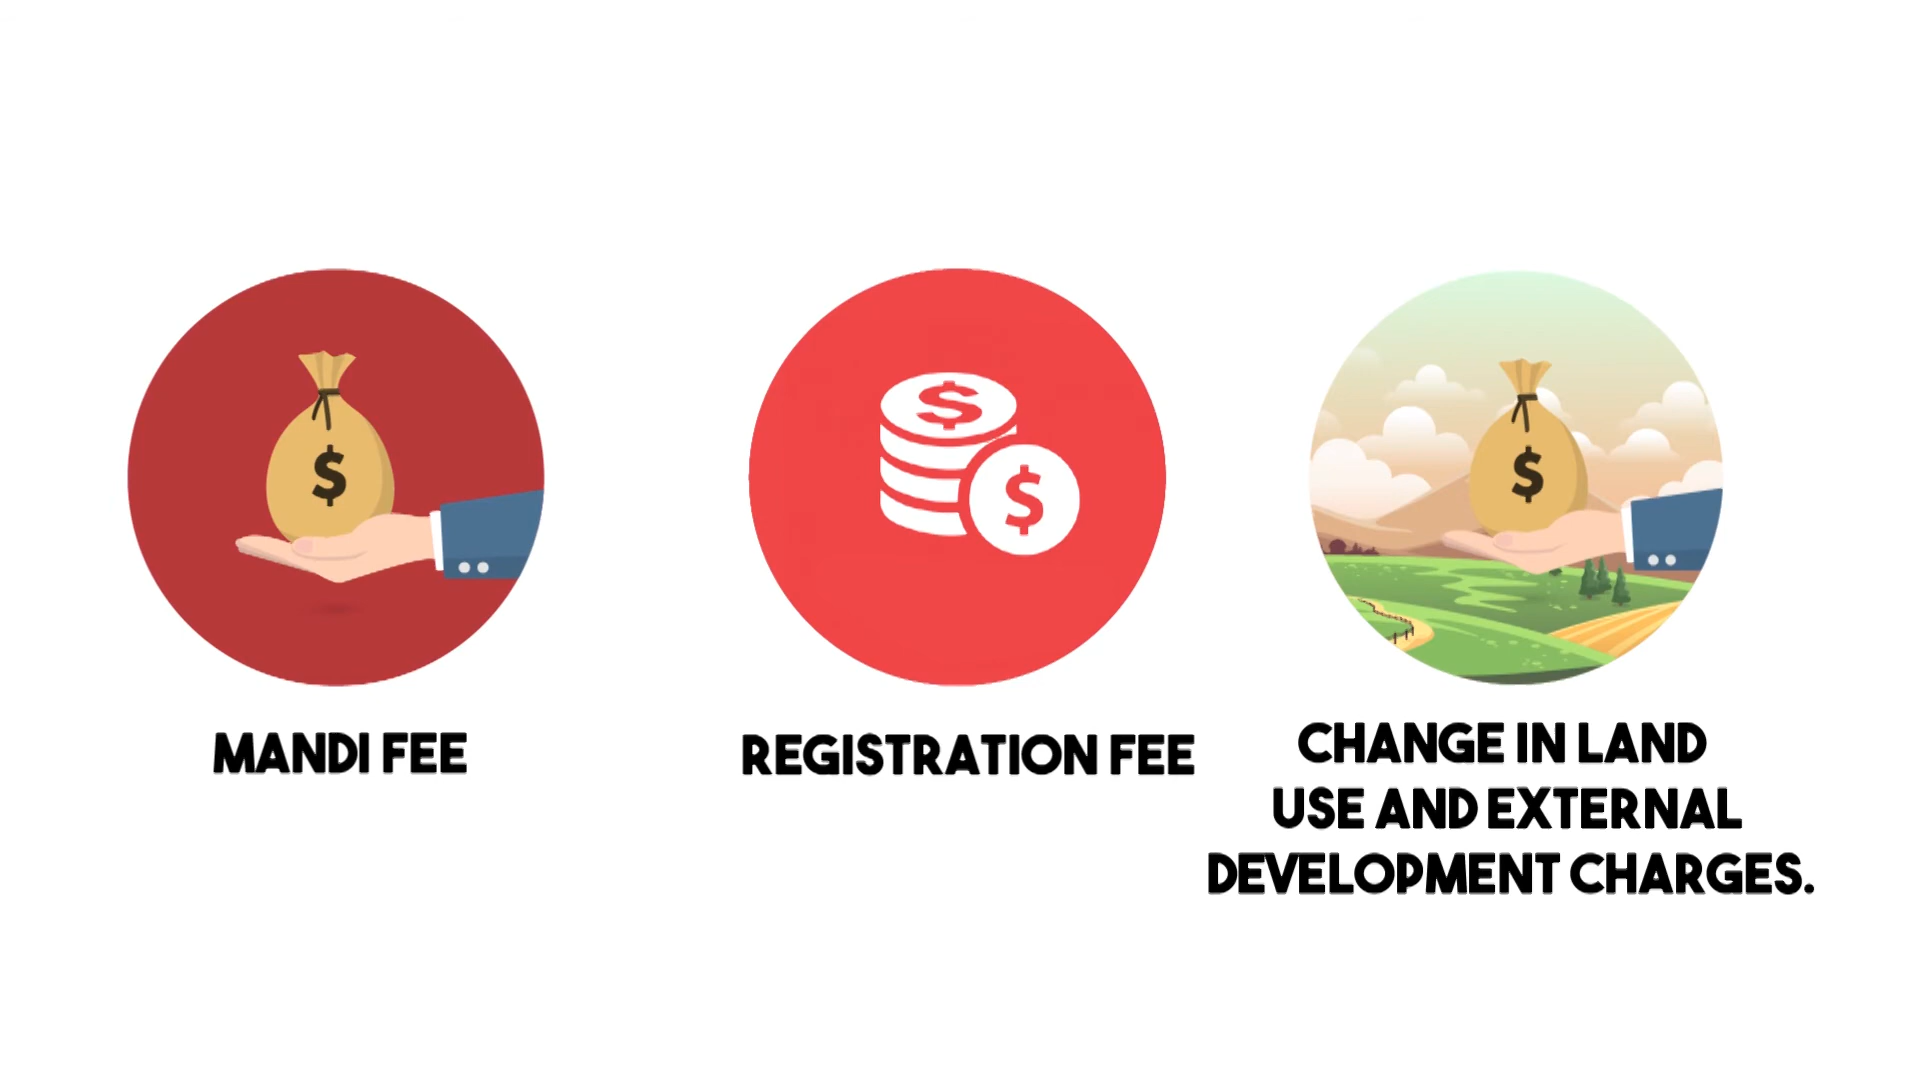 $
$
$
$
MANDI FEE
REGISTRATION FEE
CHANGE IN LAND
USE AND EXTERNAL
DEVELOPMENT CHARGES.